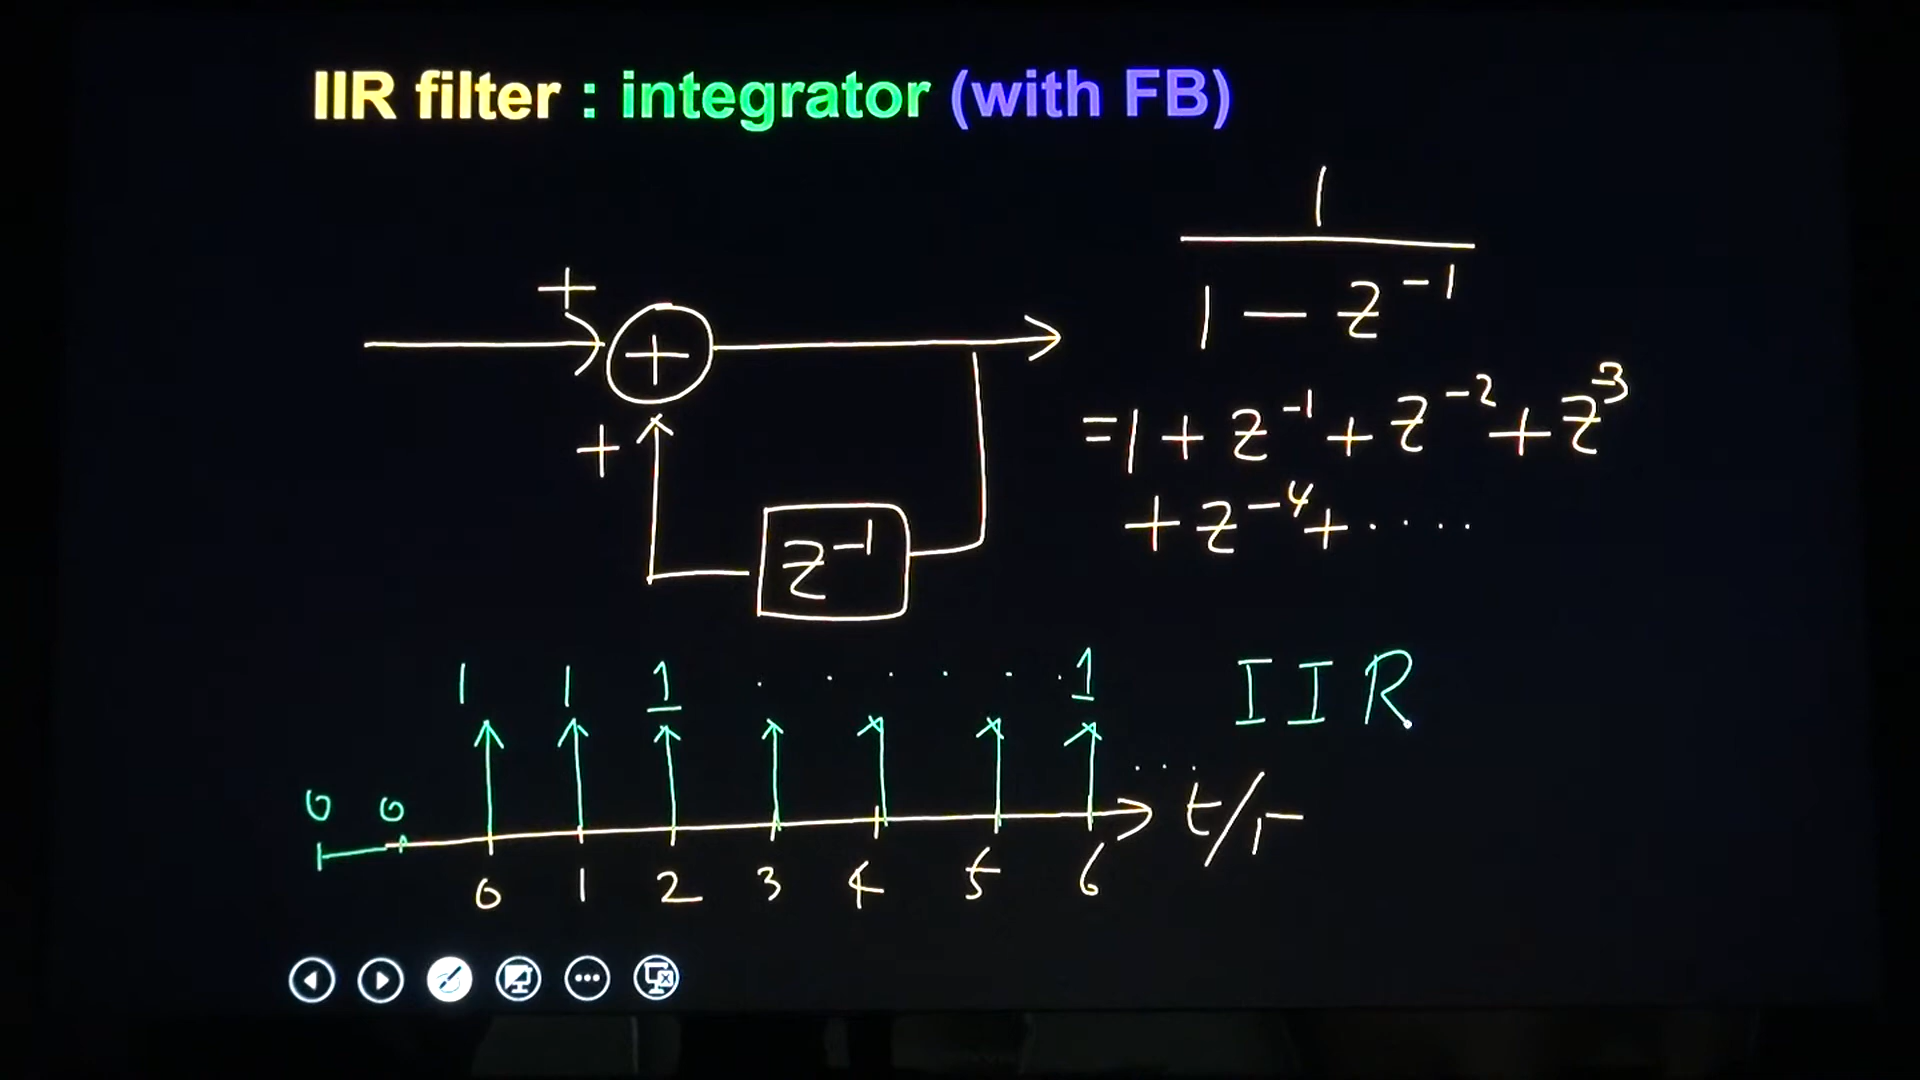 IIR filter : integrator (with FB)
1
1 - z^-1
+
+
+
= 1 + z^-1 + z^-2 + z^3
+ z^-4 + .....
z^-1
1 1 1 . . . . . . 1
I I R
...
0 0
t/T
0 1 2 3 4 5 6